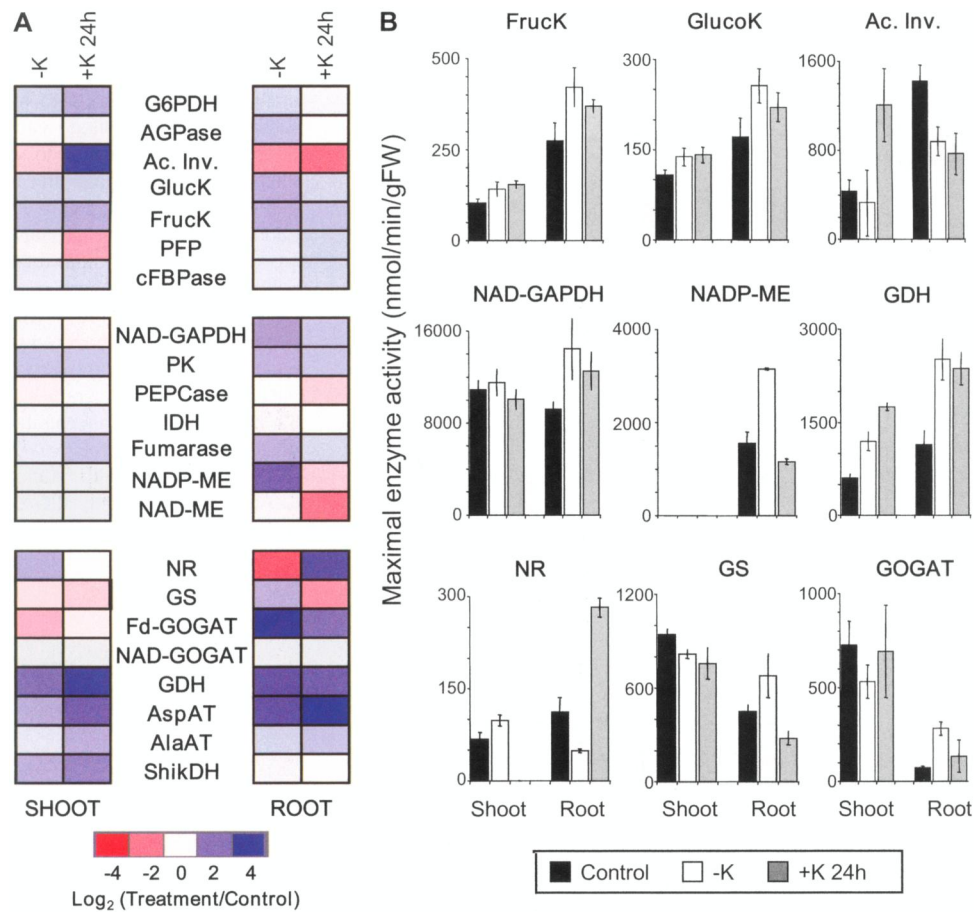 A
-K
+K 24h
-K
+K 24h
G6PDH
AGPase
Ac. Inv.
GlucK
FrucK
PFP
cFBPase
NAD-GAPDH
PK
PEPCase
IDH
Fumarase
NADP-ME
NAD-ME
NR
GS
Fd-GOGAT
NAD-GOGAT
GDH
AspAT
AlaAT
ShikDH
SHOOT
ROOT
-4 -2 0 2 4
Log2 (Treatment/Control)
B
Maximal enzyme activity (nmol/min/gFW)
FrucK
500
250
0
GlucoK
300
150
0
Ac. Inv.
1600
800
0
NAD-GAPDH
16000
8000
0
NADP-ME
4000
2000
0
GDH
3000
1500
0
NR
300
150
0
Shoot Root
GS
1200
600
0
Shoot Root
GOGAT
1000
500
0
Shoot Root
Control -K +K 24h